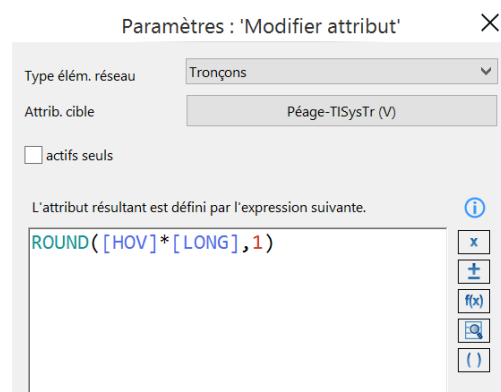 Paramètres : 'Modifier attribut'
Type élém. réseau
Tronçons
Attrib. cible
Péage-TISysTr (V)
actifs seuls
L'attribut résultant est défini par l'expression suivante.
ROUND([HOV]*[LONG],1)
x
±
f(x)
( )